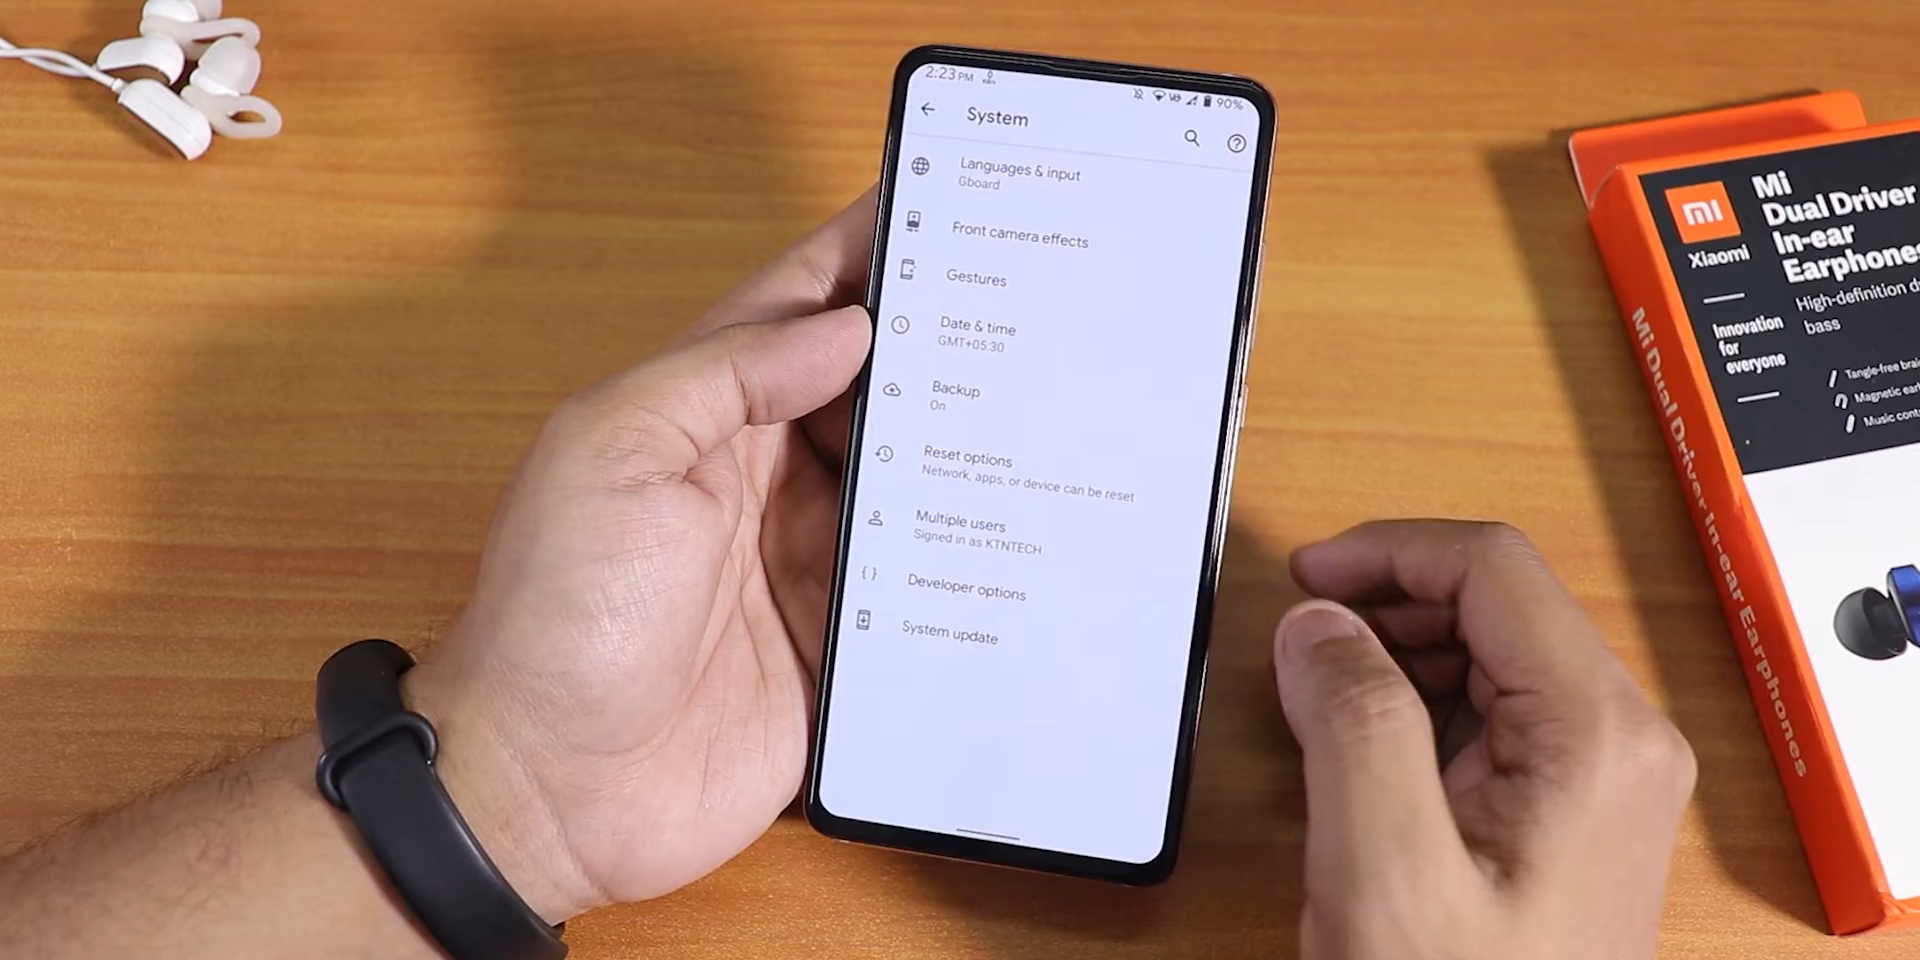 2:23 PM
90%
System
Languages & input
Gboard
Front camera effects
Gestures
Date & time
GMT+05:30
Backup
On
Reset options
Network, apps, or device can be reset
Multiple users
Signed in as KTNTECH
{ } Developer options
System update
mi
Xiaomi
Innovation
for
everyone
Mi
Dual Driver
In-ear
Earphones
High-definition d
bass
Tangle-free brai
Magnetic ear
Music cont
Mi Dual Driver In-ear Earphones